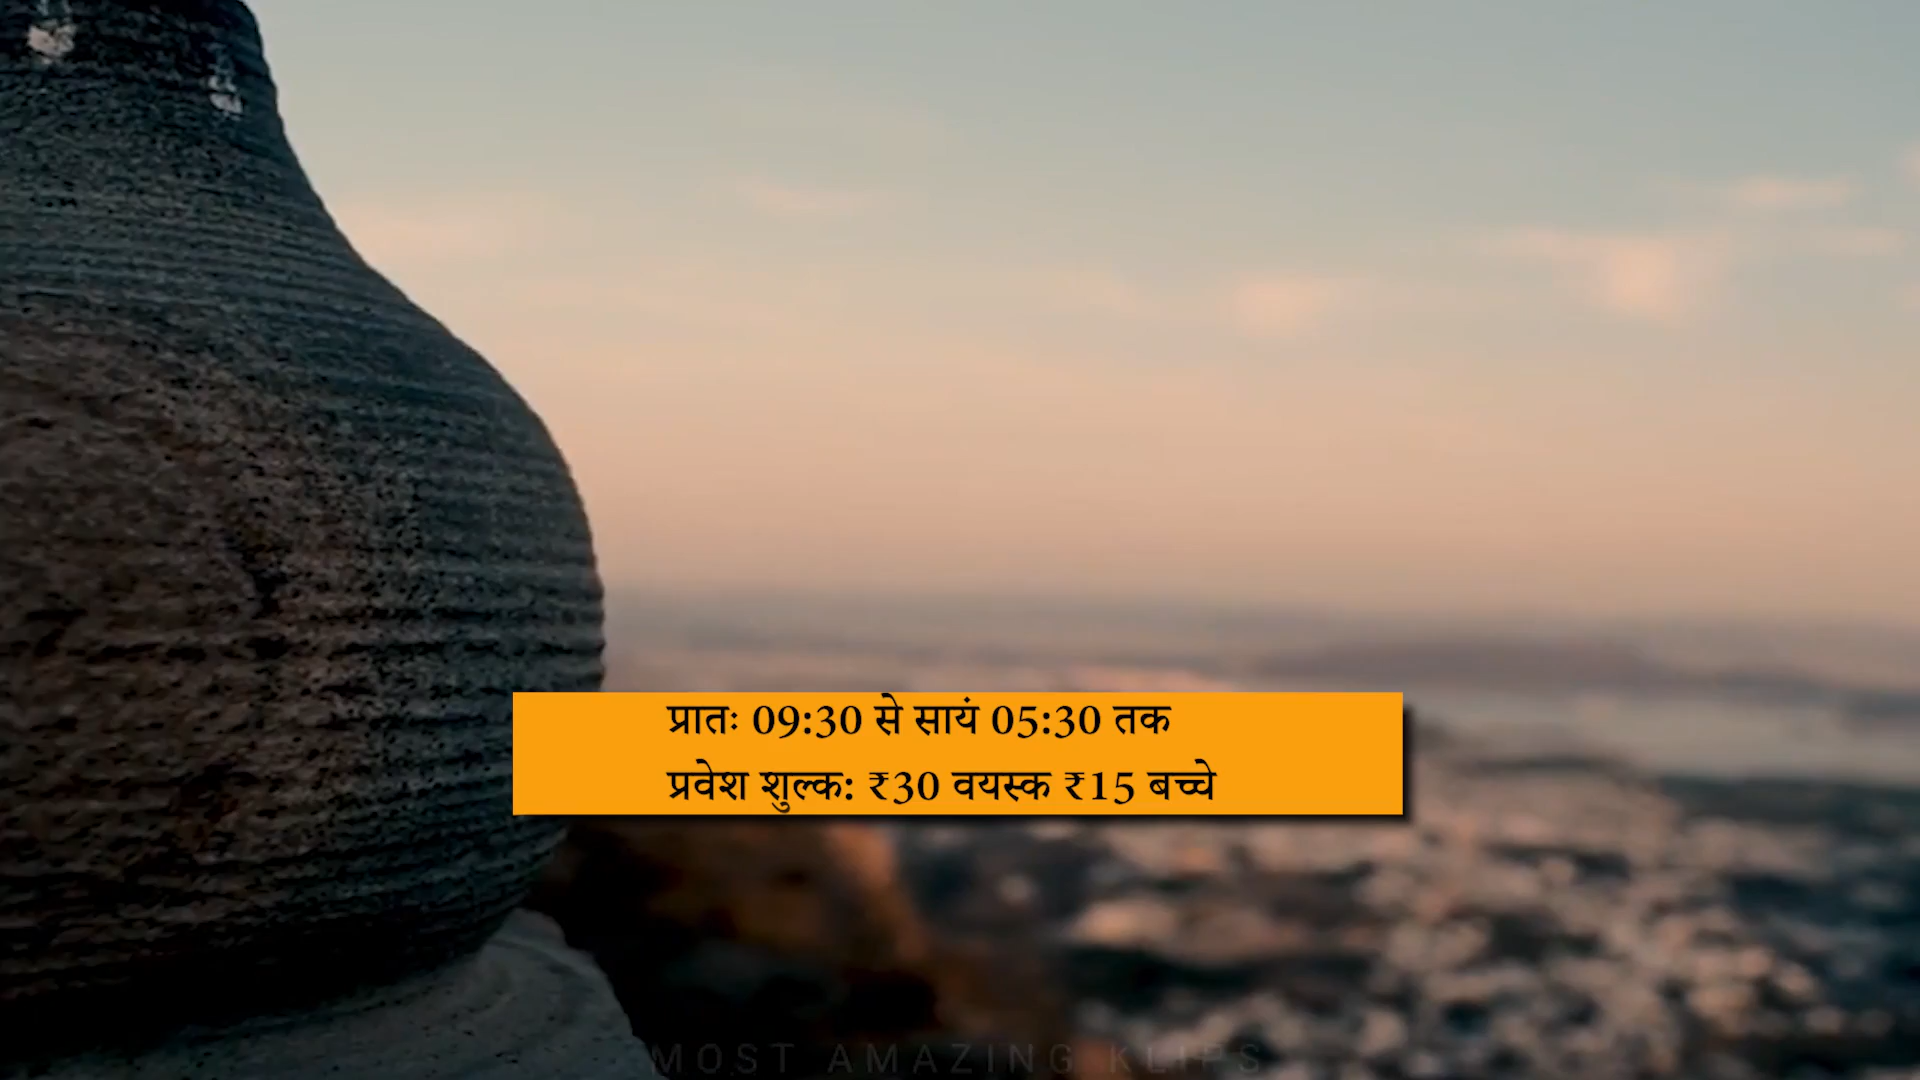 प्रातः 09:30 से सायं 05:30 तक
प्रवेश शुल्क: ₹30 वयस्क ₹15 बच्चे
MOST AMAZING KLIPS